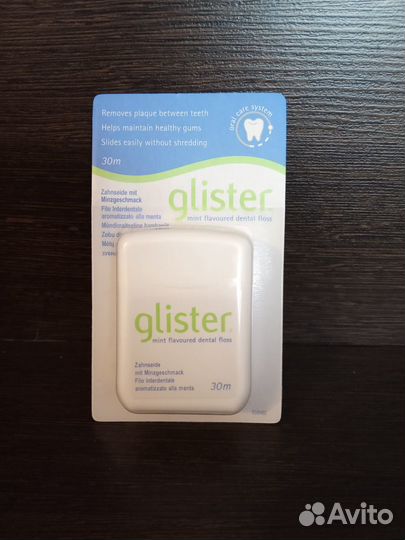 Removes plaque between teeth
Helps maintain healthy gums
Slides easily without shredding
30m
oral care system
Zahnseide mit
Minzgeschmack
Filo Interdentale
aromatizzato alla menta
glister
mint flavoured dental floss
glister
mint flavoured dental floss
Zahnseide
mit Minzgeschmack
Filo interdentale
aromatizzato alla menta
30m
Avito